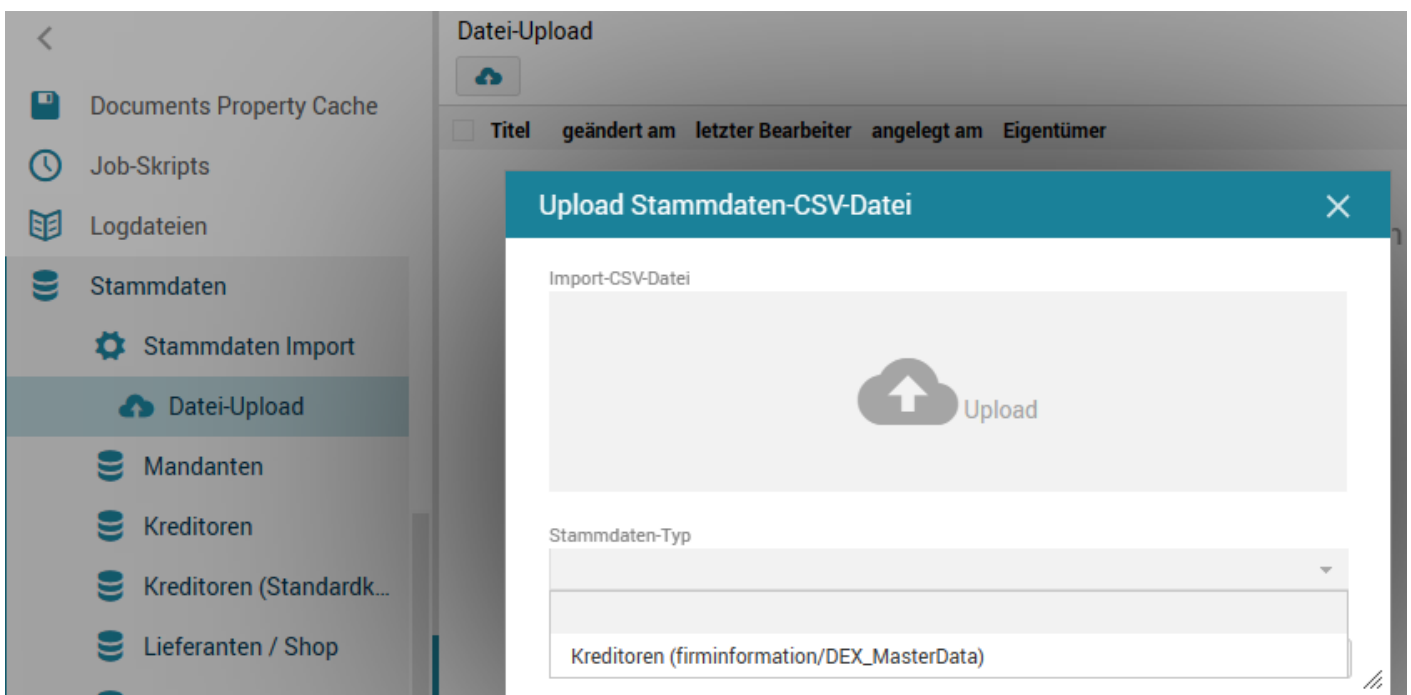 Documents Property Cache
Job-Skripts
Logdateien
Stammdaten
Stammdaten Import
Datei-Upload
Mandanten
Kreditoren
Kreditoren (Standardk...
Lieferanten / Shop
Datei-Upload
Titel geändert am letzter Bearbeiter angelegt am Eigentümer
Upload Stammdaten-CSV-Datei
Import-CSV-Datei
Upload
Stammdaten-Typ
Kreditoren (firminformation/DEX_MasterData)